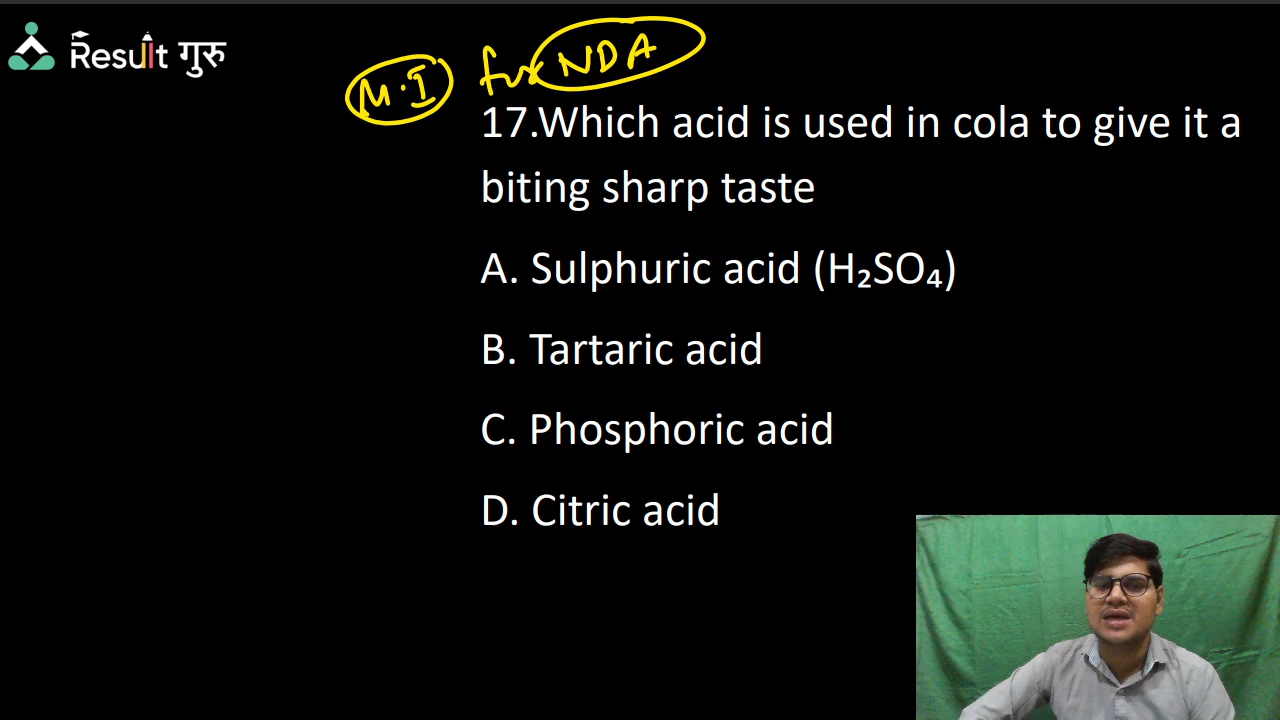 Result गुरु
M.I for NDA
17.Which acid is used in cola to give it a
biting sharp taste
A. Sulphuric acid (H₂SO₄)
B. Tartaric acid
C. Phosphoric acid
D. Citric acid